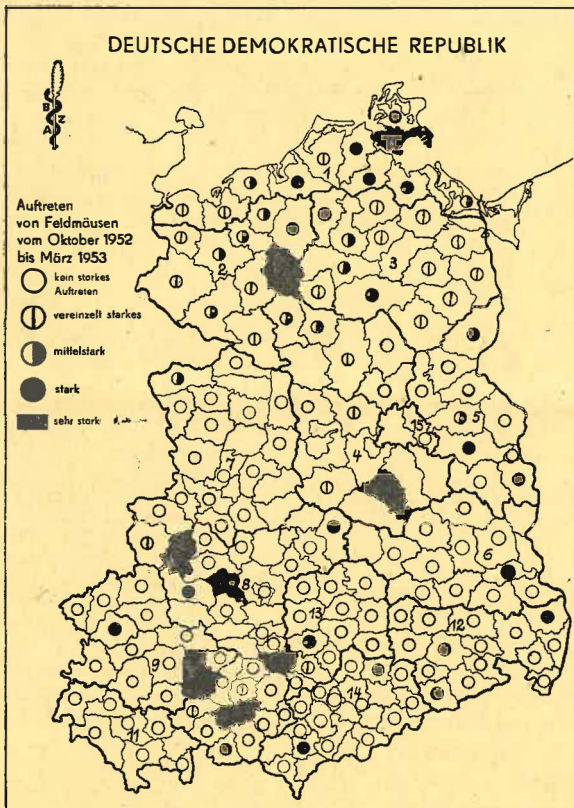 DEUTSCHE DEMOKRATISCHE REPUBLIK
B
A Z
Auftreten
von Feldmäusen
vom Oktober 1952
bis März 1953
kein starkes
Auftreten
vereinzelt starkes
mittelstark
stark
sehr stark
1
2
3
4
5
6
7
8
9
11
12
13
14
15